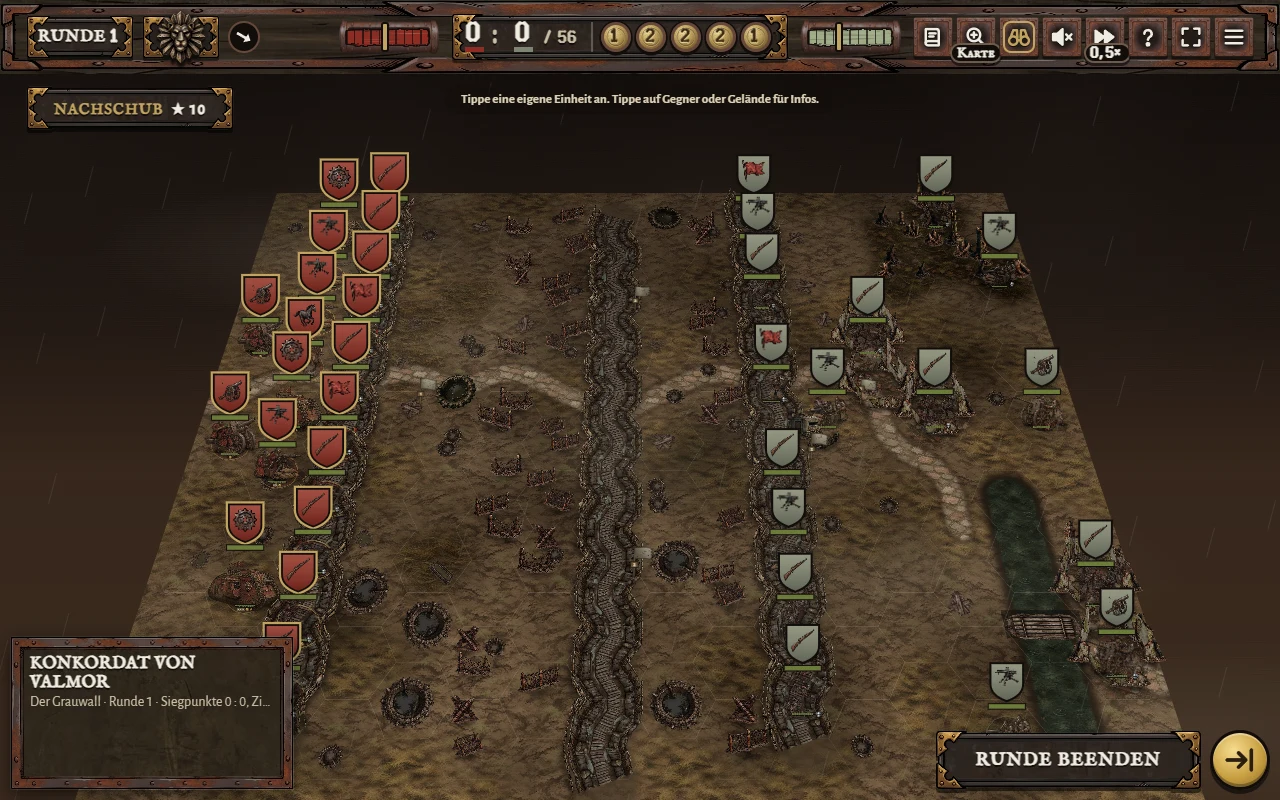 RUNDE 1
0 : 0 / 56
1 2 2 2 1
KARTE
0,5×
?
NACHSCHUB ★ 10
Tippe eine eigene Einheit an. Tippe auf Gegner oder Gelände für Infos.
KONKORDAT VON
VALMOR
Der Grauwall · Runde 1 · Siegpunkte 0 : 0, Zi...
RUNDE BEENDEN